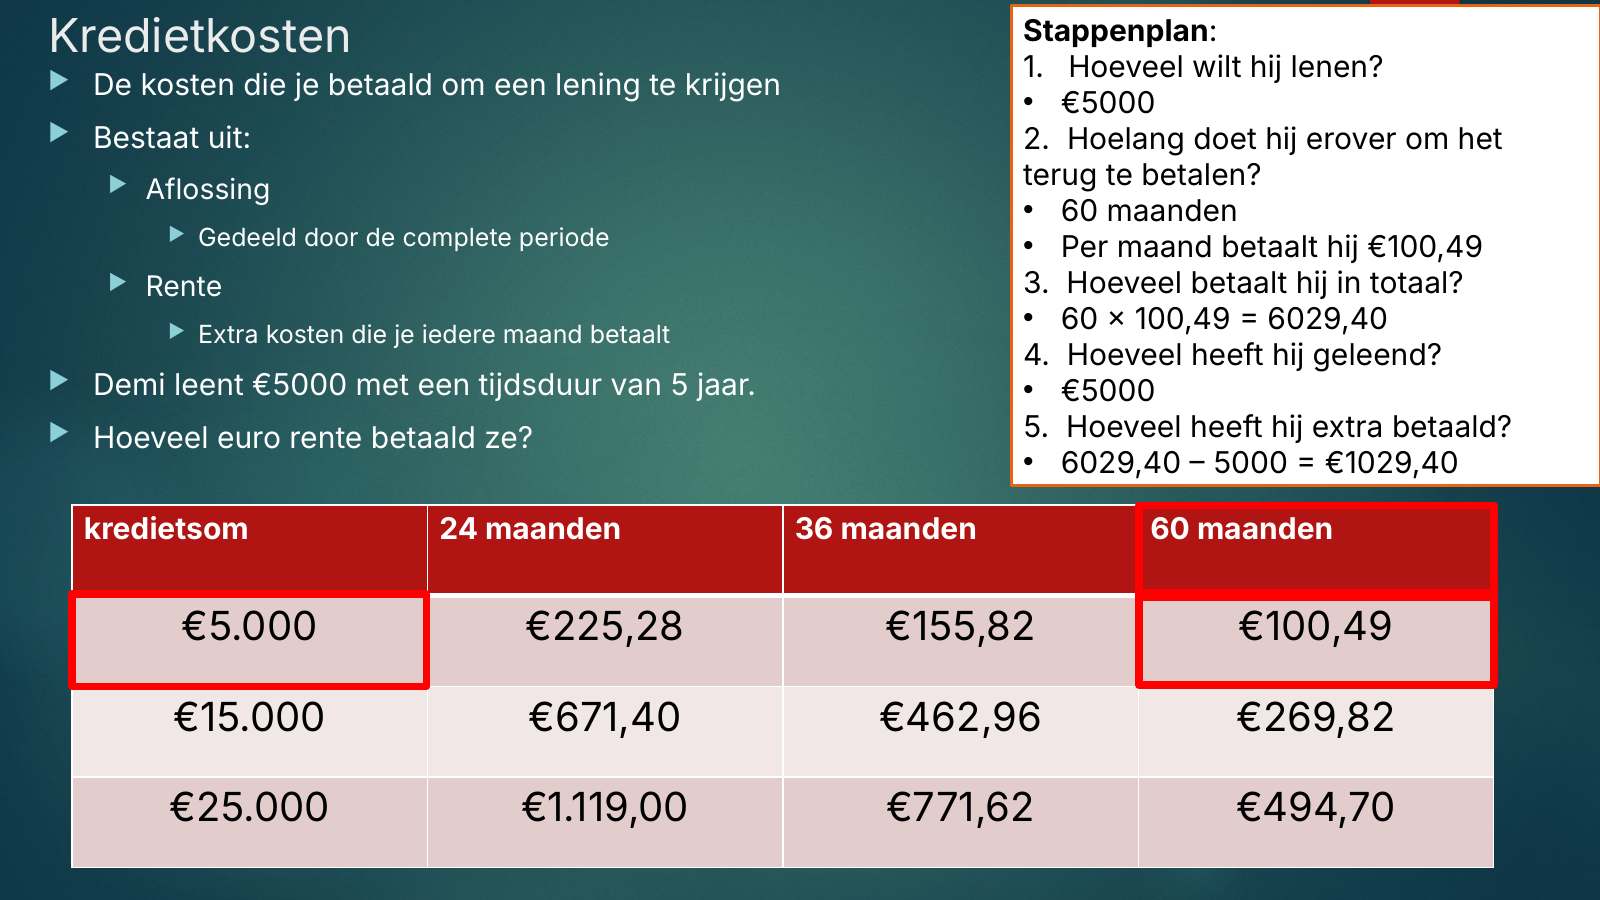 Kredietkosten
De kosten die je betaald om een lening te krijgen
Bestaat uit:
Aflossing
Gedeeld door de complete periode
Rente
Extra kosten die je iedere maand betaalt
Demi leent €5000 met een tijdsduur van 5 jaar.
Hoeveel euro rente betaald ze?
Stappenplan:
1. Hoeveel wilt hij lenen?
• €5000
2. Hoelang doet hij erover om het
terug te betalen?
• 60 maanden
• Per maand betaalt hij €100,49
3. Hoeveel betaalt hij in totaal?
• 60 × 100,49 = 6029,40
4. Hoeveel heeft hij geleend?
• €5000
5. Hoeveel heeft hij extra betaald?
• 6029,40 – 5000 = €1029,40
kredietsom 24 maanden 36 maanden 60 maanden
€5.000 €225,28 €155,82 €100,49
€15.000 €671,40 €462,96 €269,82
€25.000 €1.119,00 €771,62 €494,70